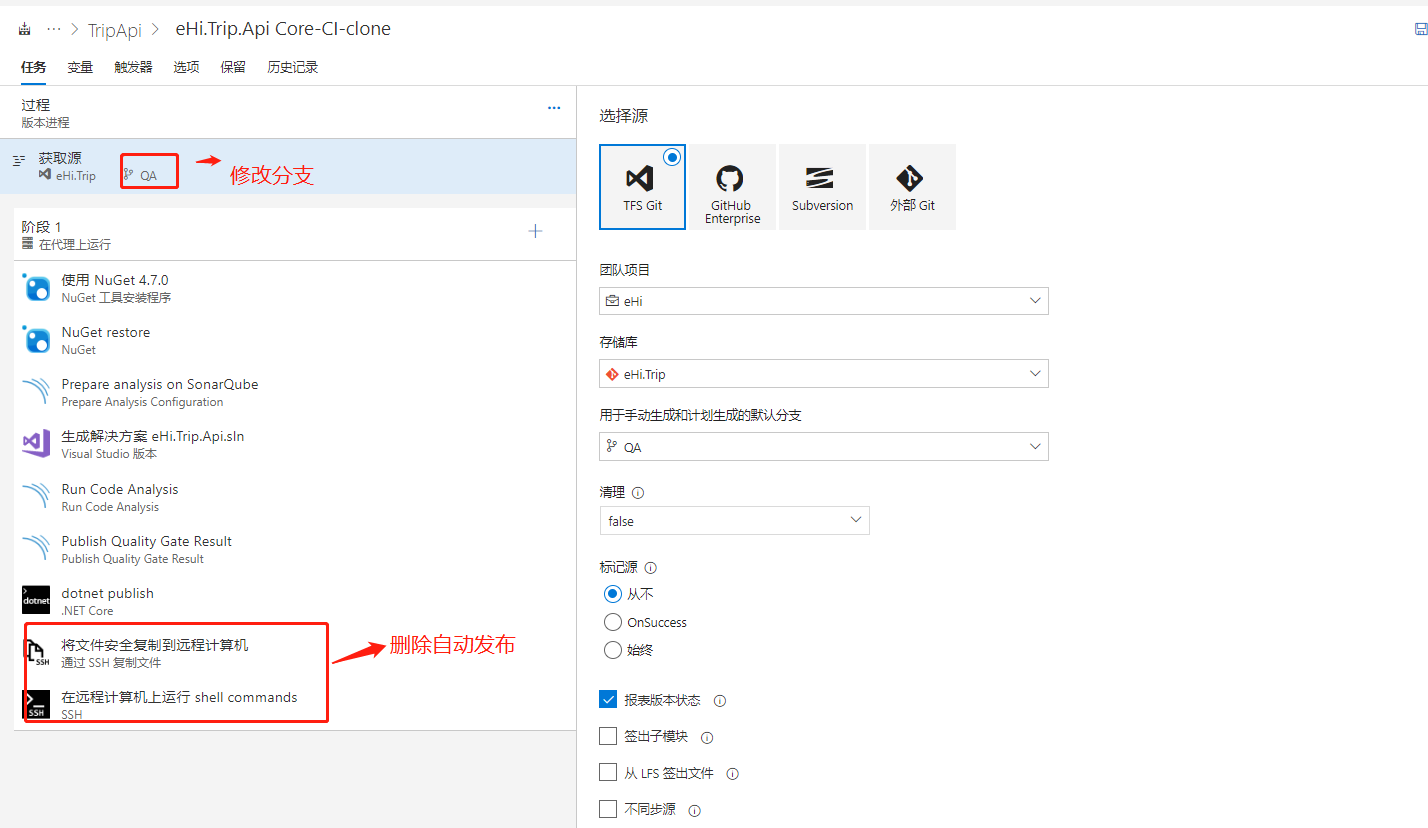 ··· > TripApi > eHi.Trip.Api Core-CI-clone
任务 变量 触发器 选项 保留 历史记录
过程
版本进程
···
获取源
eHi.Trip QA
修改分支
阶段 1
在代理上运行
使用 NuGet 4.7.0
NuGet 工具安装程序
NuGet restore
NuGet
Prepare analysis on SonarQube
Prepare Analysis Configuration
生成解决方案 eHi.Trip.Api.sln
Visual Studio 版本
Run Code Analysis
Run Code Analysis
Publish Quality Gate Result
Publish Quality Gate Result
dotnet publish
dotnet
.NET Core
将文件安全复制到远程计算机
SSH
通过 SSH 复制文件
删除自动发布
在远程计算机上运行 shell commands
SSH
SSH
选择源
TFS Git
GitHub
Enterprise
Subversion
外部 Git
团队项目
eHi
存储库
eHi.Trip
用于手动生成和计划生成的默认分支
QA
清理
false
标记源
从不
OnSuccess
始终
报表版本状态
签出子模块
从 LFS 签出文件
不同步源